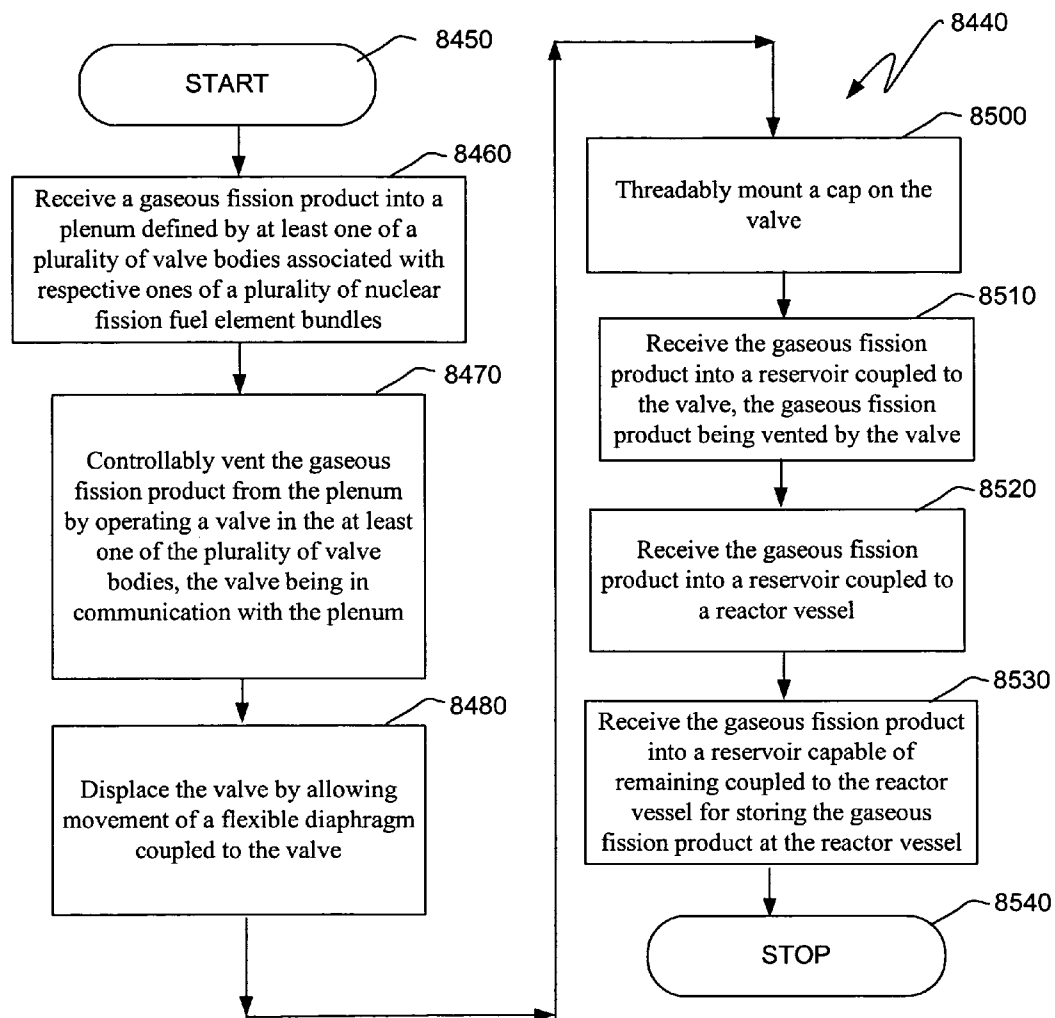 8450
START
8460
Receive a gaseous fission product into a
plenum defined by at least one of a
plurality of valve bodies associated with
respective ones of a plurality of nuclear
fission fuel element bundles
8470
Controllably vent the gaseous
fission product from the plenum
by operating a valve in the at least
one of the plurality of valve
bodies, the valve being in
communication with the plenum
8480
Displace the valve by allowing
movement of a flexible diaphragm
coupled to the valve
8440
8500
Threadably mount a cap on the
valve
8510
Receive the gaseous fission
product into a reservoir coupled to
the valve, the gaseous fission
product being vented by the valve
8520
Receive the gaseous fission
product into a reservoir coupled to
a reactor vessel
8530
Receive the gaseous fission product
into a reservoir capable of
remaining coupled to the reactor
vessel for storing the gaseous
fission product at the reactor vessel
8540
STOP